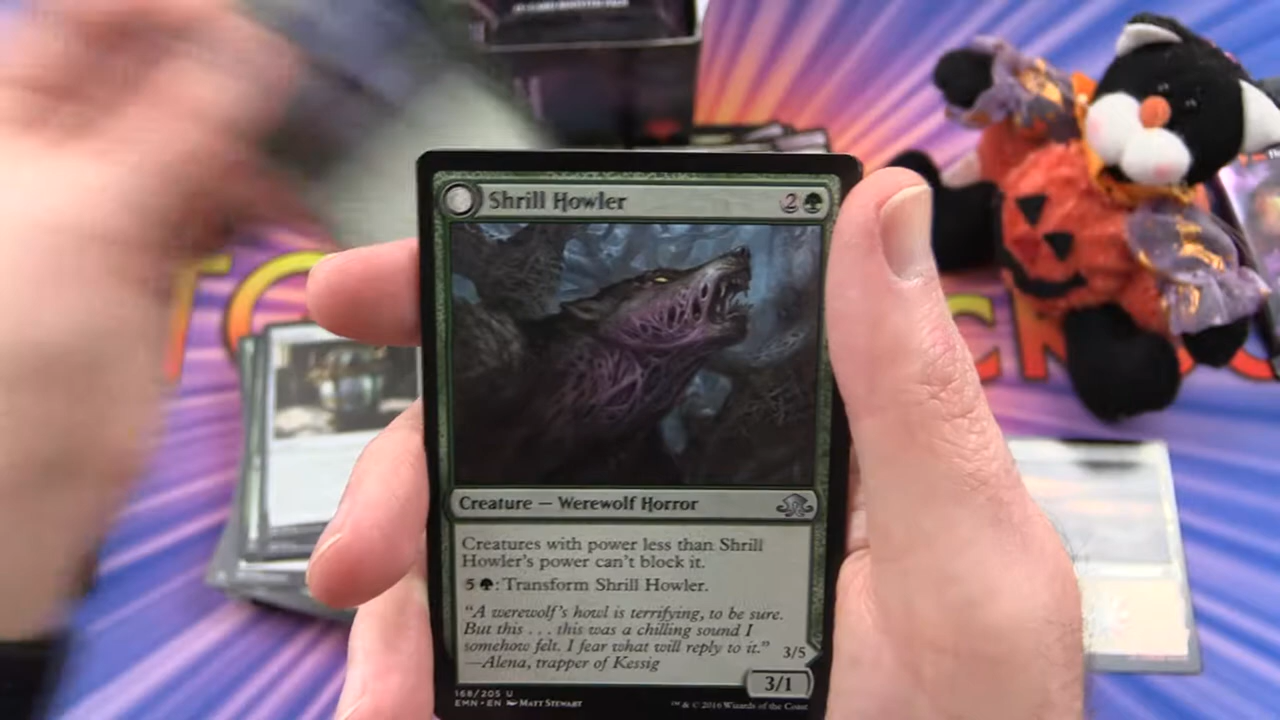 Shrill Howler 2
Creature — Werewolf Horror
Creatures with power less than Shrill
Howler's power can't block it.
5 : Transform Shrill Howler.
"A werewolf's howl is terrifying, to be sure.
But this . . . this was a chilling sound I
somehow felt. I fear what will reply to it."
—Alena, trapper of Kessig
3/5
3/1
168/205 U
EMN • EN MATT STEWART
™ & © 2016 Wizards of the Coast